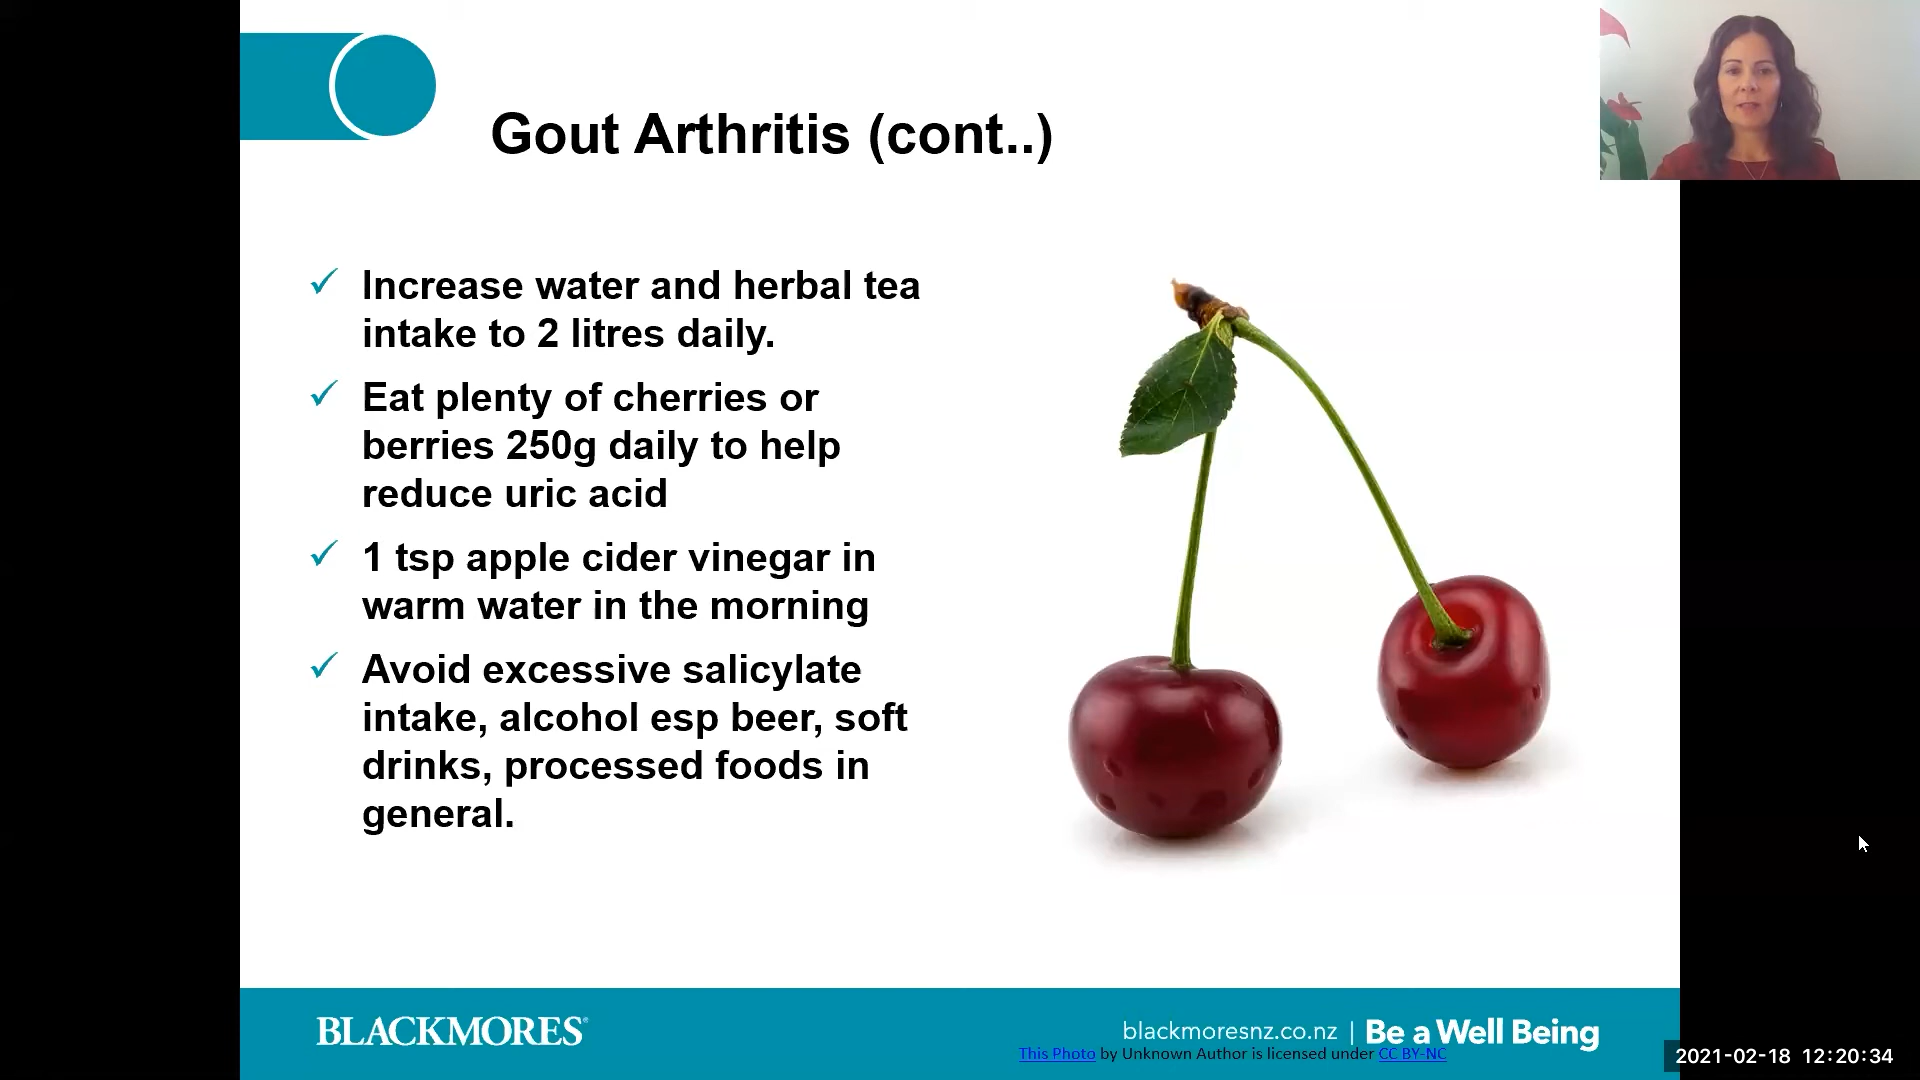 Gout Arthritis (cont..)
✓ Increase water and herbal tea
intake to 2 litres daily.
✓ Eat plenty of cherries or
berries 250g daily to help
reduce uric acid
✓ 1 tsp apple cider vinegar in
warm water in the morning
✓ Avoid excessive salicylate
intake, alcohol esp beer, soft
drinks, processed foods in
general.
BLACKMORES®
blackmoresnz.co.nz | Be a Well Being
This Photo by Unknown Author is licensed under CC BY-NC
2021-02-18 12:20:34